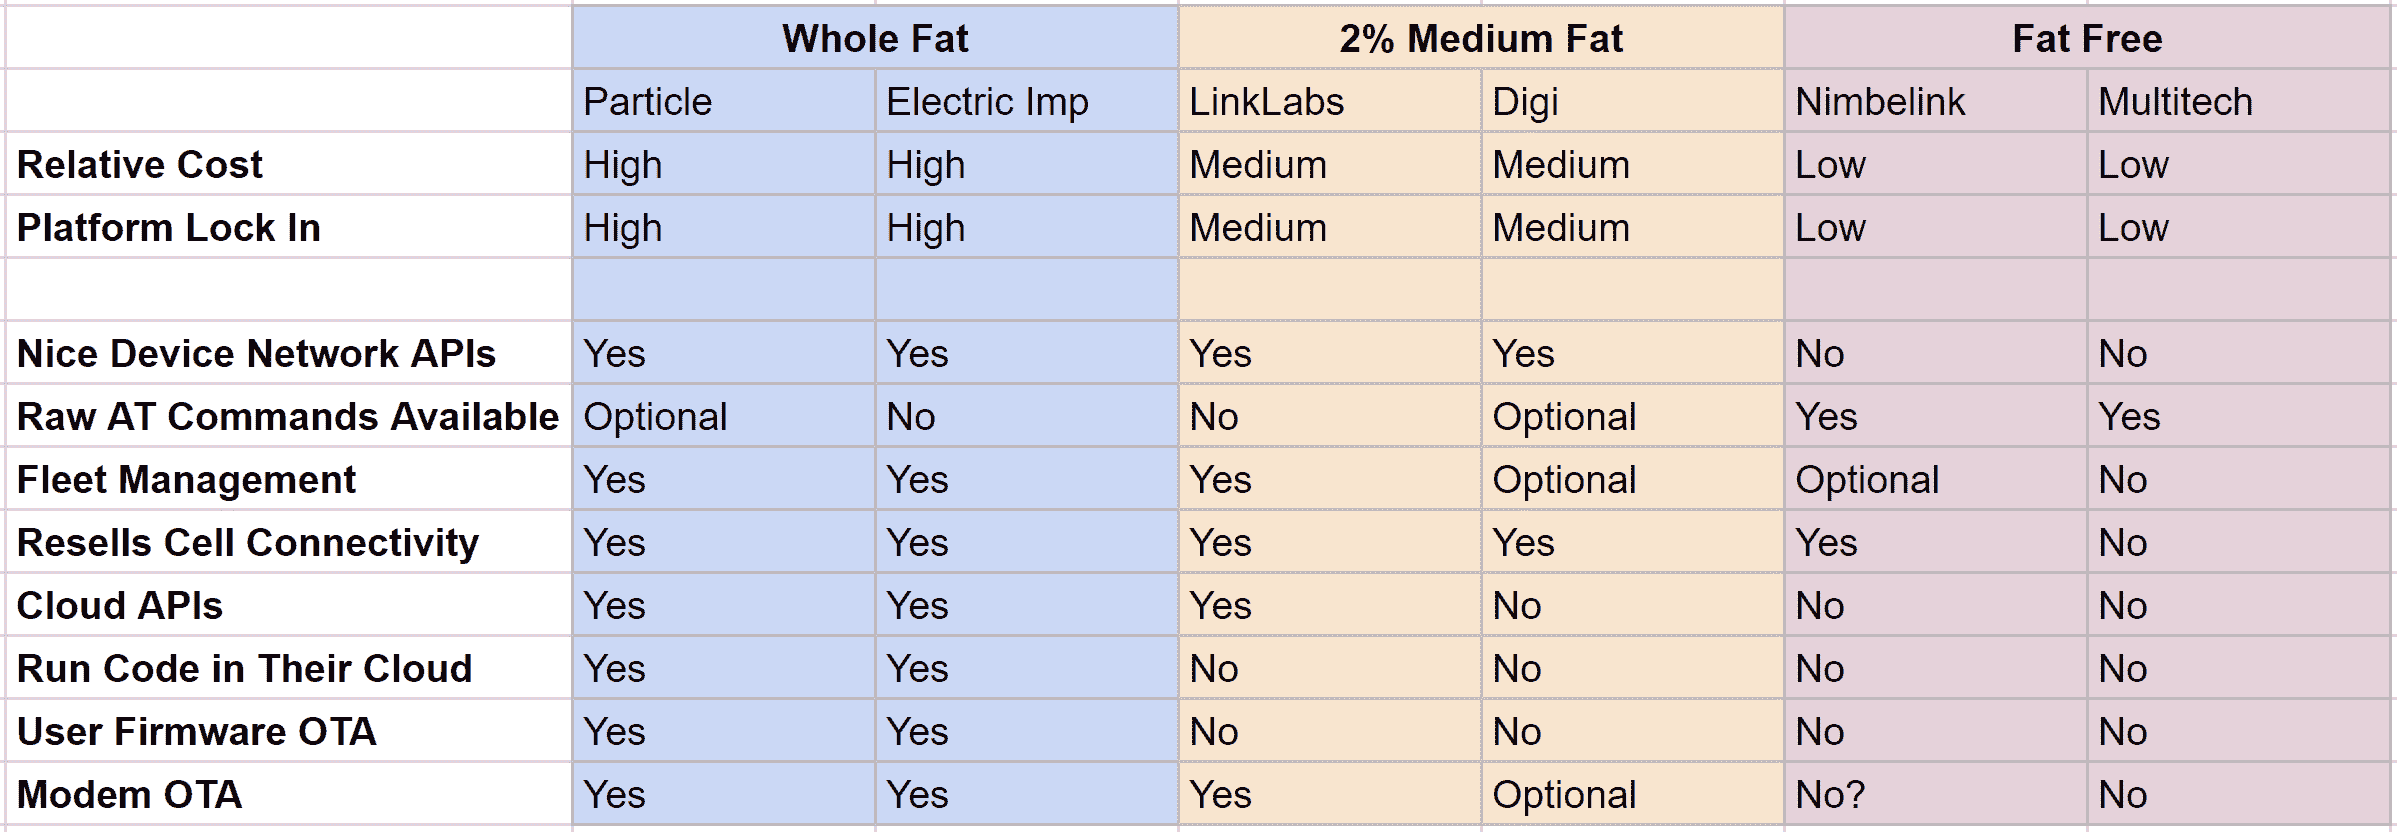 Whole Fat 2% Medium Fat Fat Free
Particle Electric Imp LinkLabs Digi Nimbelink Multitech
Relative Cost High High Medium Medium Low Low
Platform Lock In High High Medium Medium Low Low
Nice Device Network APIs Yes Yes Yes Yes No No
Raw AT Commands Available Optional No No Optional Yes Yes
Fleet Management Yes Yes Yes Optional Optional No
Resells Cell Connectivity Yes Yes Yes Yes Yes No
Cloud APIs Yes Yes Yes No No No
Run Code in Their Cloud Yes Yes No No No No
User Firmware OTA Yes Yes No No No No
Modem OTA Yes Yes Yes Optional No? No